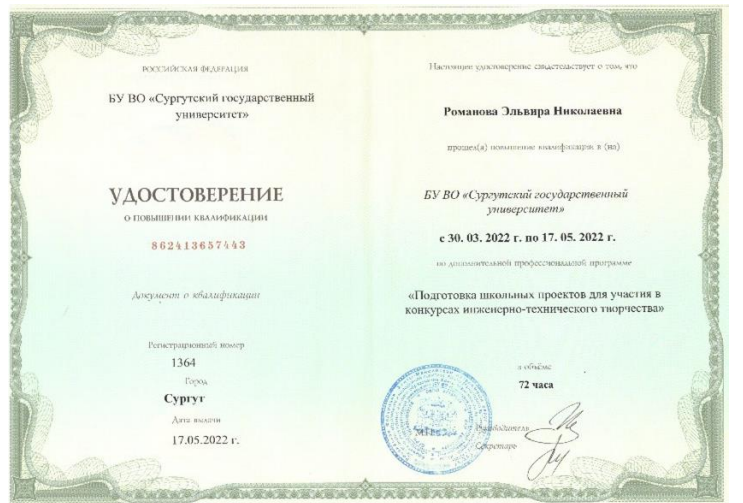 РОССИЙСКАЯ ФЕДЕРАЦИЯ
БУ ВО «Сургутский государственный
университет»
УДОСТОВЕРЕНИЕ
О ПОВЫШЕНИИ КВАЛИФИКАЦИИ
862413657443
Документ о квалификации
Регистрационный номер
1364
Город
Сургут
Дата выдачи
17.05.2022 г.
Настоящее удостоверение свидетельствует о том, что
Романова Эльвира Николаевна
прошел(а) повышение квалификации в (на)
БУ ВО «Сургутский государственный
университет»
с 30. 03. 2022 г. по 17. 05. 2022 г.
по дополнительной профессиональной программе
«Подготовка школьных проектов для участия в
конкурсах инженерно-технического творчества»
в объёме
72 часа
Руководитель
Секретарь